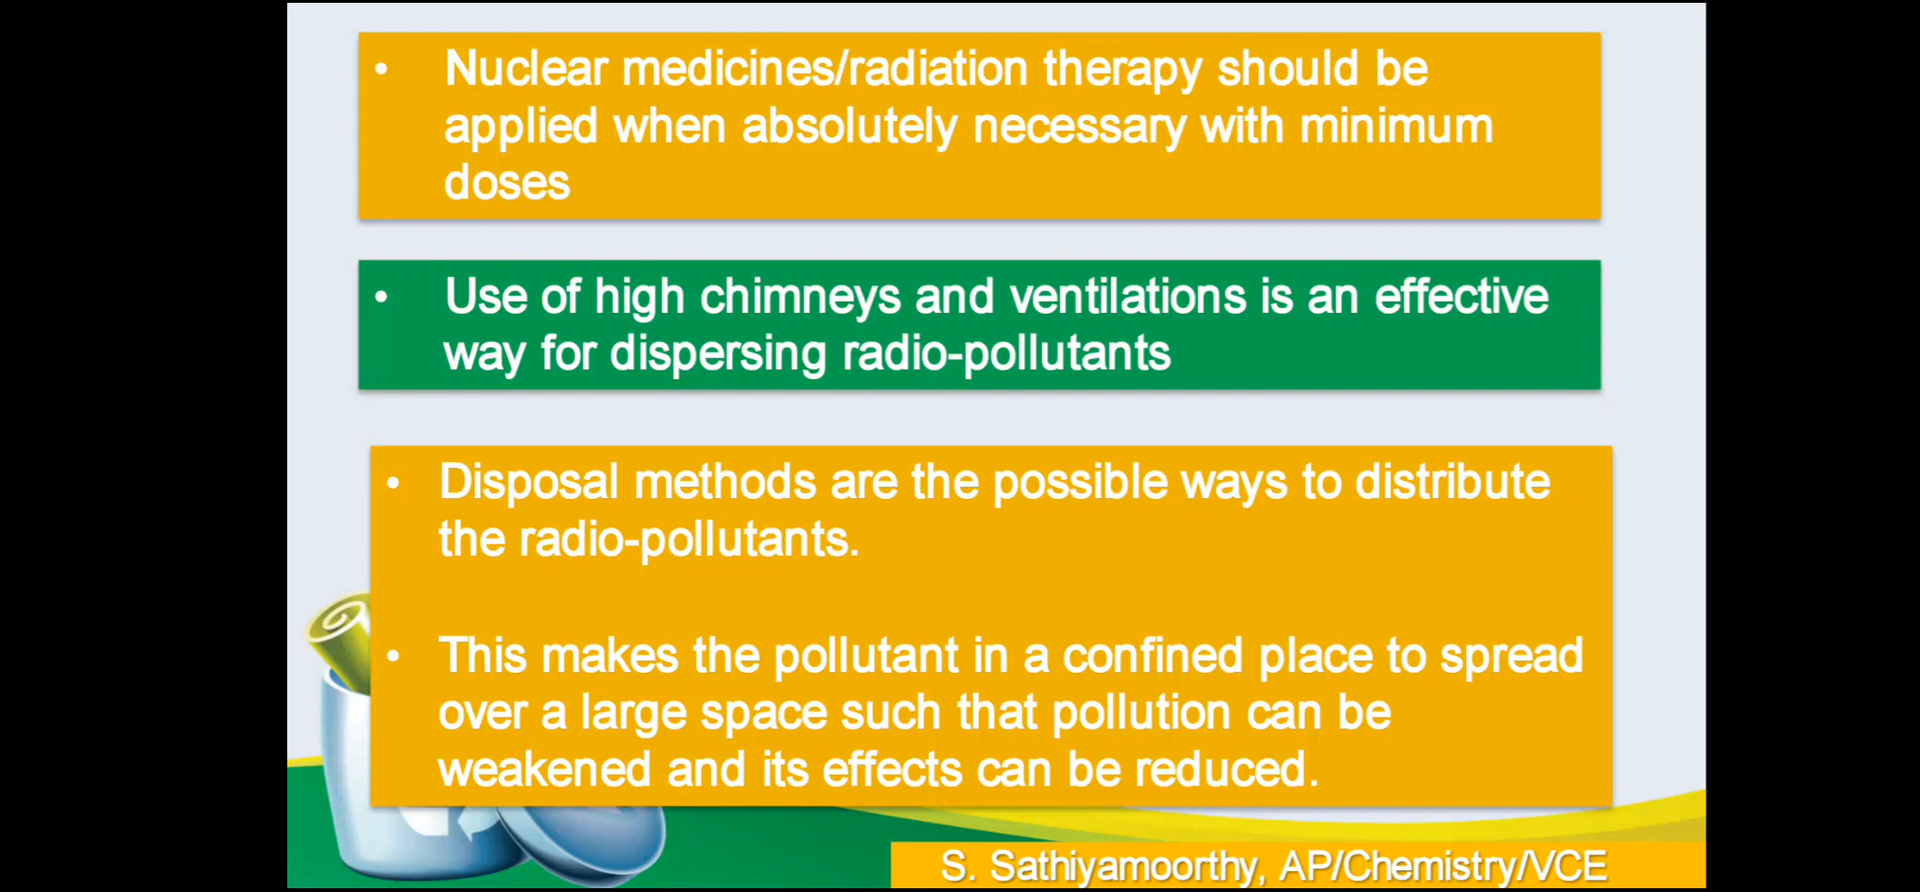 • Nuclear medicines/radiation therapy should be
applied when absolutely necessary with minimum
doses
• Use of high chimneys and ventilations is an effective
way for dispersing radio-pollutants
• Disposal methods are the possible ways to distribute
the radio-pollutants.
• This makes the pollutant in a confined place to spread
over a large space such that pollution can be
weakened and its effects can be reduced.
S. Sathiyamoorthy, AP/Chemistry/VCE